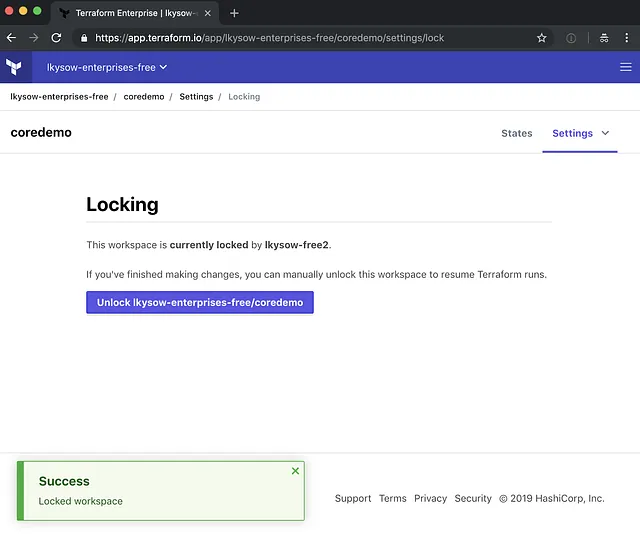 Terraform Enterprise | lkysow-
https://app.terraform.io/app/lkysow-enterprises-free/coredemo/settings/lock
lkysow-enterprises-free
lkysow-enterprises-free / coredemo / Settings / Locking
coredemo
States
Settings
Locking
This workspace is currently locked by lkysow-free2.
If you've finished making changes, you can manually unlock this workspace to resume Terraform runs.
Unlock lkysow-enterprises-free/coredemo
Success
Locked workspace
Support Terms Privacy Security © 2019 HashiCorp, Inc.